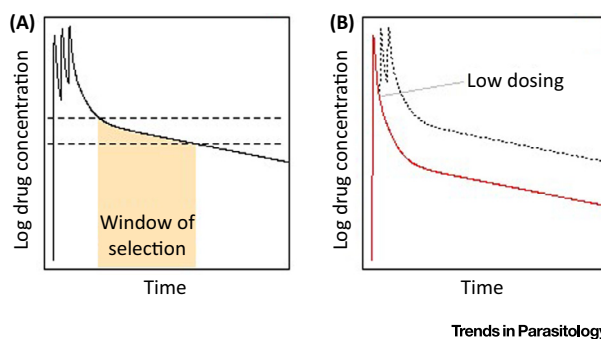 (A)
Log drug concentration
Window of
selection
Time
(B)
Log drug concentration
Low dosing
Time
Trends in Parasitology